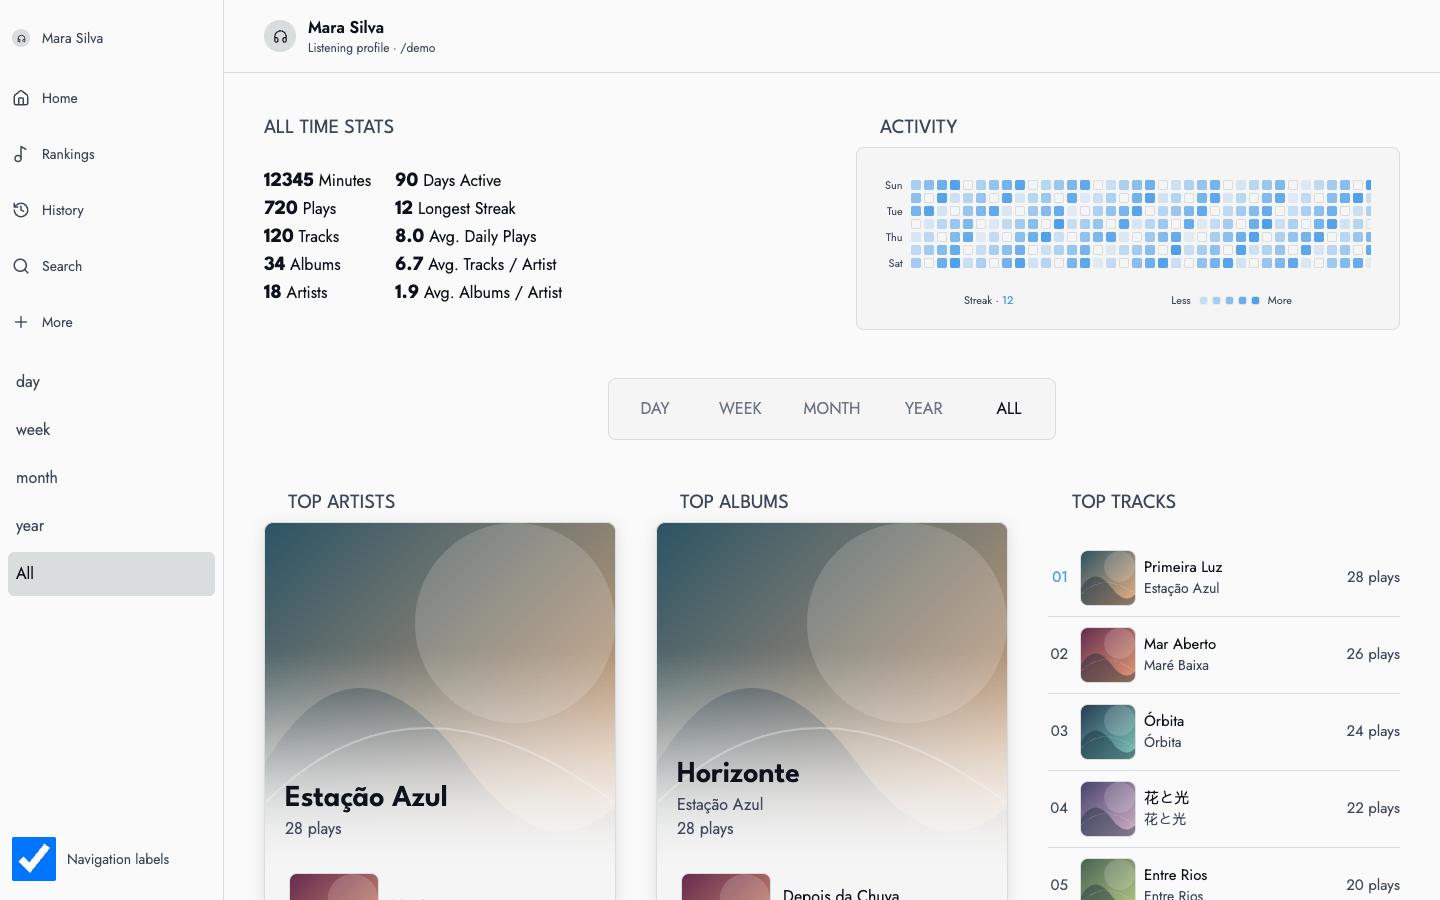 Mara Silva
Home
Rankings
History
Search
More
day
week
month
year
All
Navigation labels
Mara Silva
Listening profile · /demo
ALL TIME STATS
12345 Minutes
720 Plays
120 Tracks
34 Albums
18 Artists
90 Days Active
12 Longest Streak
8.0 Avg. Daily Plays
6.7 Avg. Tracks / Artist
1.9 Avg. Albums / Artist
ACTIVITY
Sun
Tue
Thu
Sat
Streak · 12
Less
More
DAY WEEK MONTH YEAR ALL
TOP ARTISTS
Estação Azul
28 plays
TOP ALBUMS
Horizonte
Estação Azul
28 plays
Depois da Chuva
TOP TRACKS
01
Primeira Luz
Estação Azul
28 plays
02
Mar Aberto
Maré Baixa
26 plays
03
Órbita
Órbita
24 plays
04
花と光
花と光
22 plays
05
Entre Rios
Entre Rios
20 plays